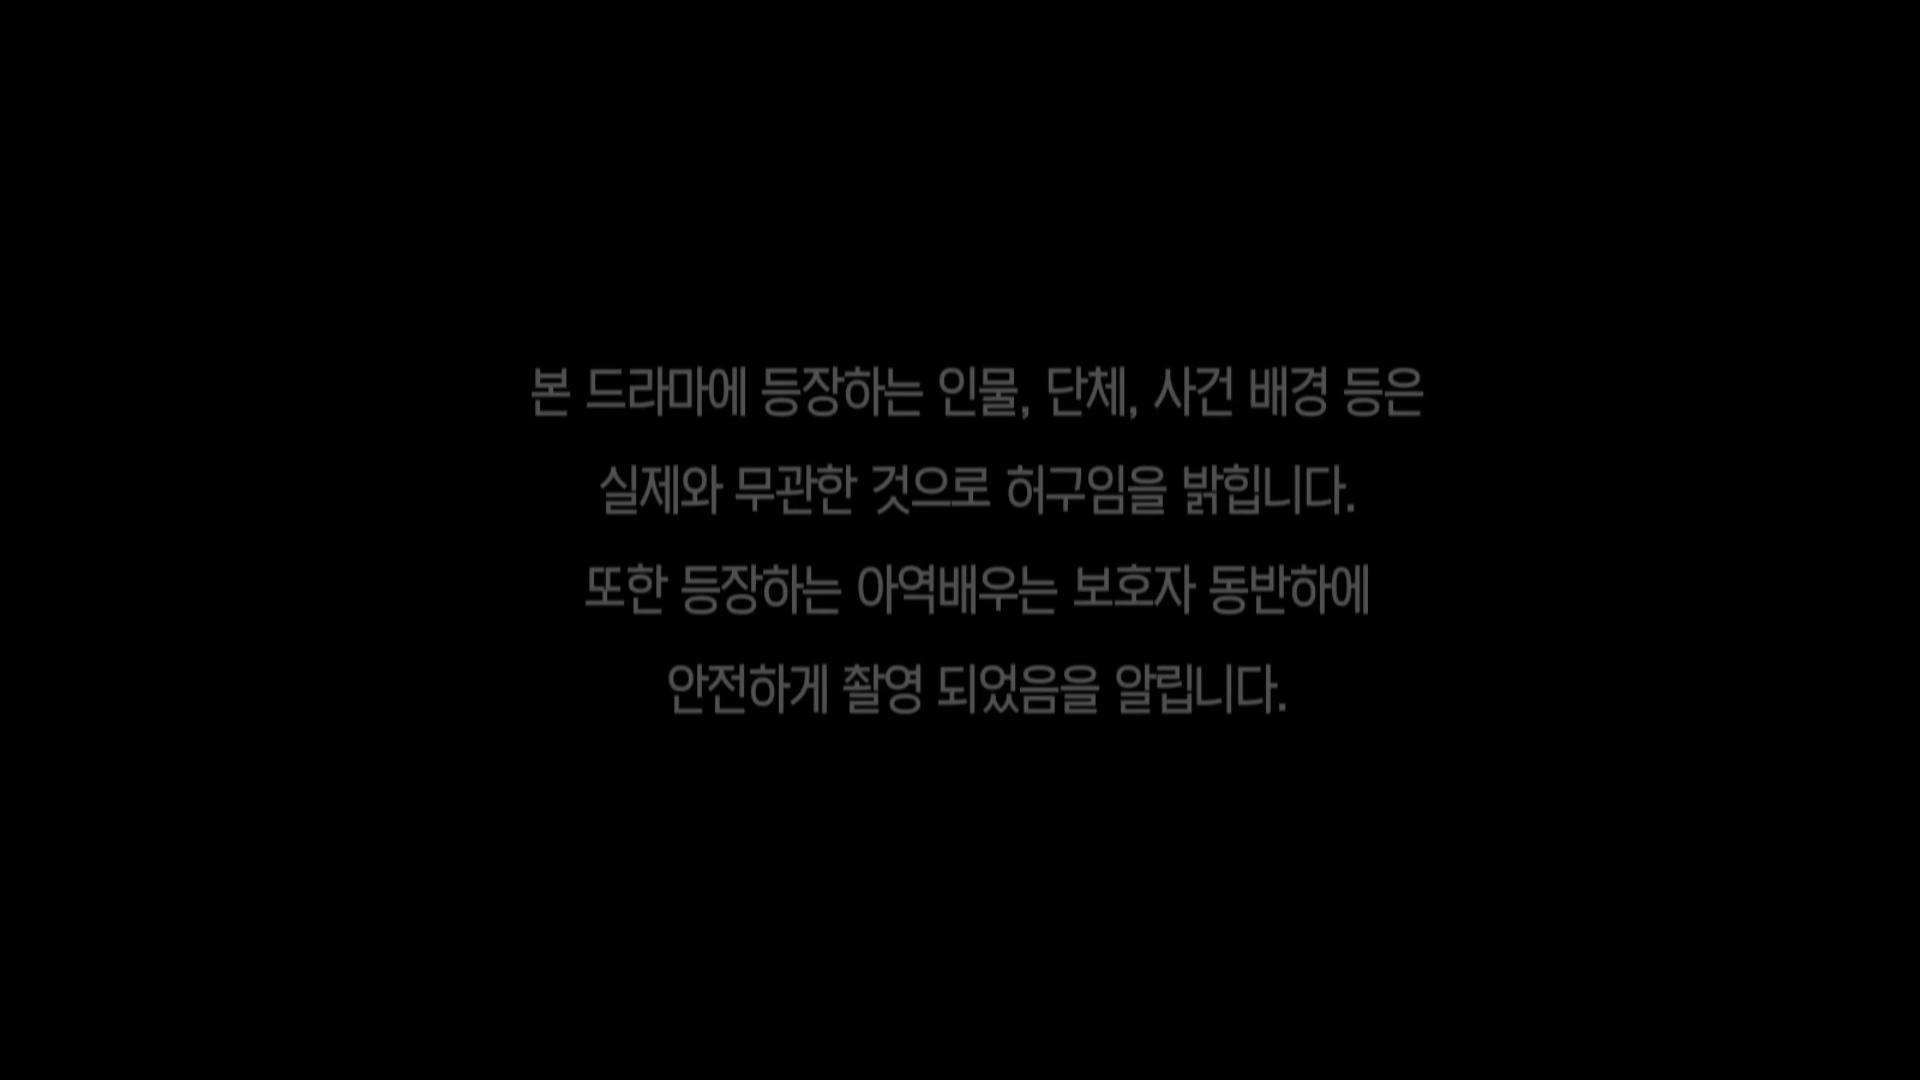 본 드라마에 등장하는 인물, 단체, 사건 배경 등은
실제와 무관한 것으로 허구임을 밝힙니다.
또한 등장하는 아역배우는 보호자 동반하에
안전하게 촬영 되었음을 알립니다.